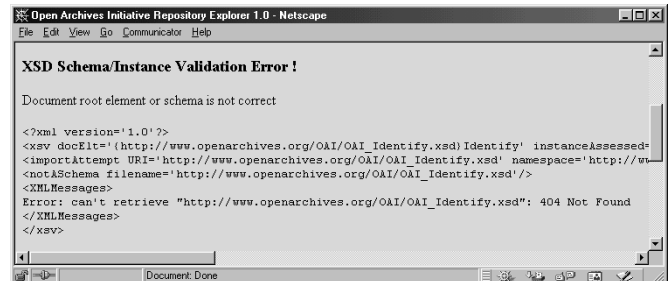 Open Archives Initiative Repository Explorer 1.0 - Netscape
File Edit View Go Communicator Help
XSD Schema/Instance Validation Error !
Document root element or schema is not correct
<?xml version='1.0'?>
<xsv docElt='{http://www.openarchives.org/OAI/OAI_Identify.xsd}Identify' instanceAssessed=
<importAttempt URI='http://www.openarchives.org/OAI/OAI_Identify.xsd' namespace='http://ww
<notASchema filename='http://www.openarchives.org/OAI/OAI_Identify.xsd'/>
<XMLMessages>
Error: can't retrieve "http://www.openarchives.org/OAI/OAI_Identify.xsd": 404 Not Found
</XMLMessages>
</xsv>
Document: Done